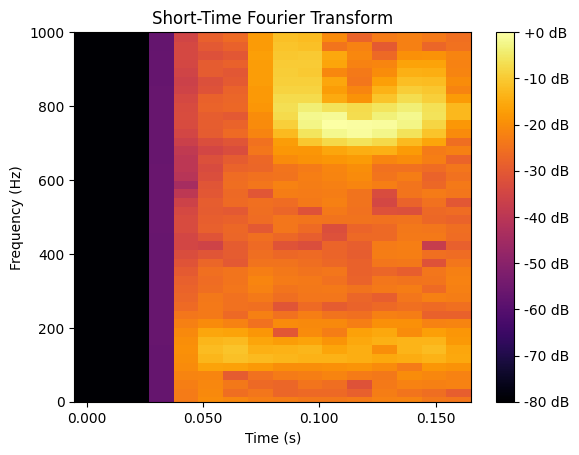 Short-Time Fourier Transform
1000
800
600
400
200
0
Frequency (Hz)
0.000
0.050
0.100
0.150
Time (s)
+0 dB
-10 dB
-20 dB
-30 dB
-40 dB
-50 dB
-60 dB
-70 dB
-80 dB